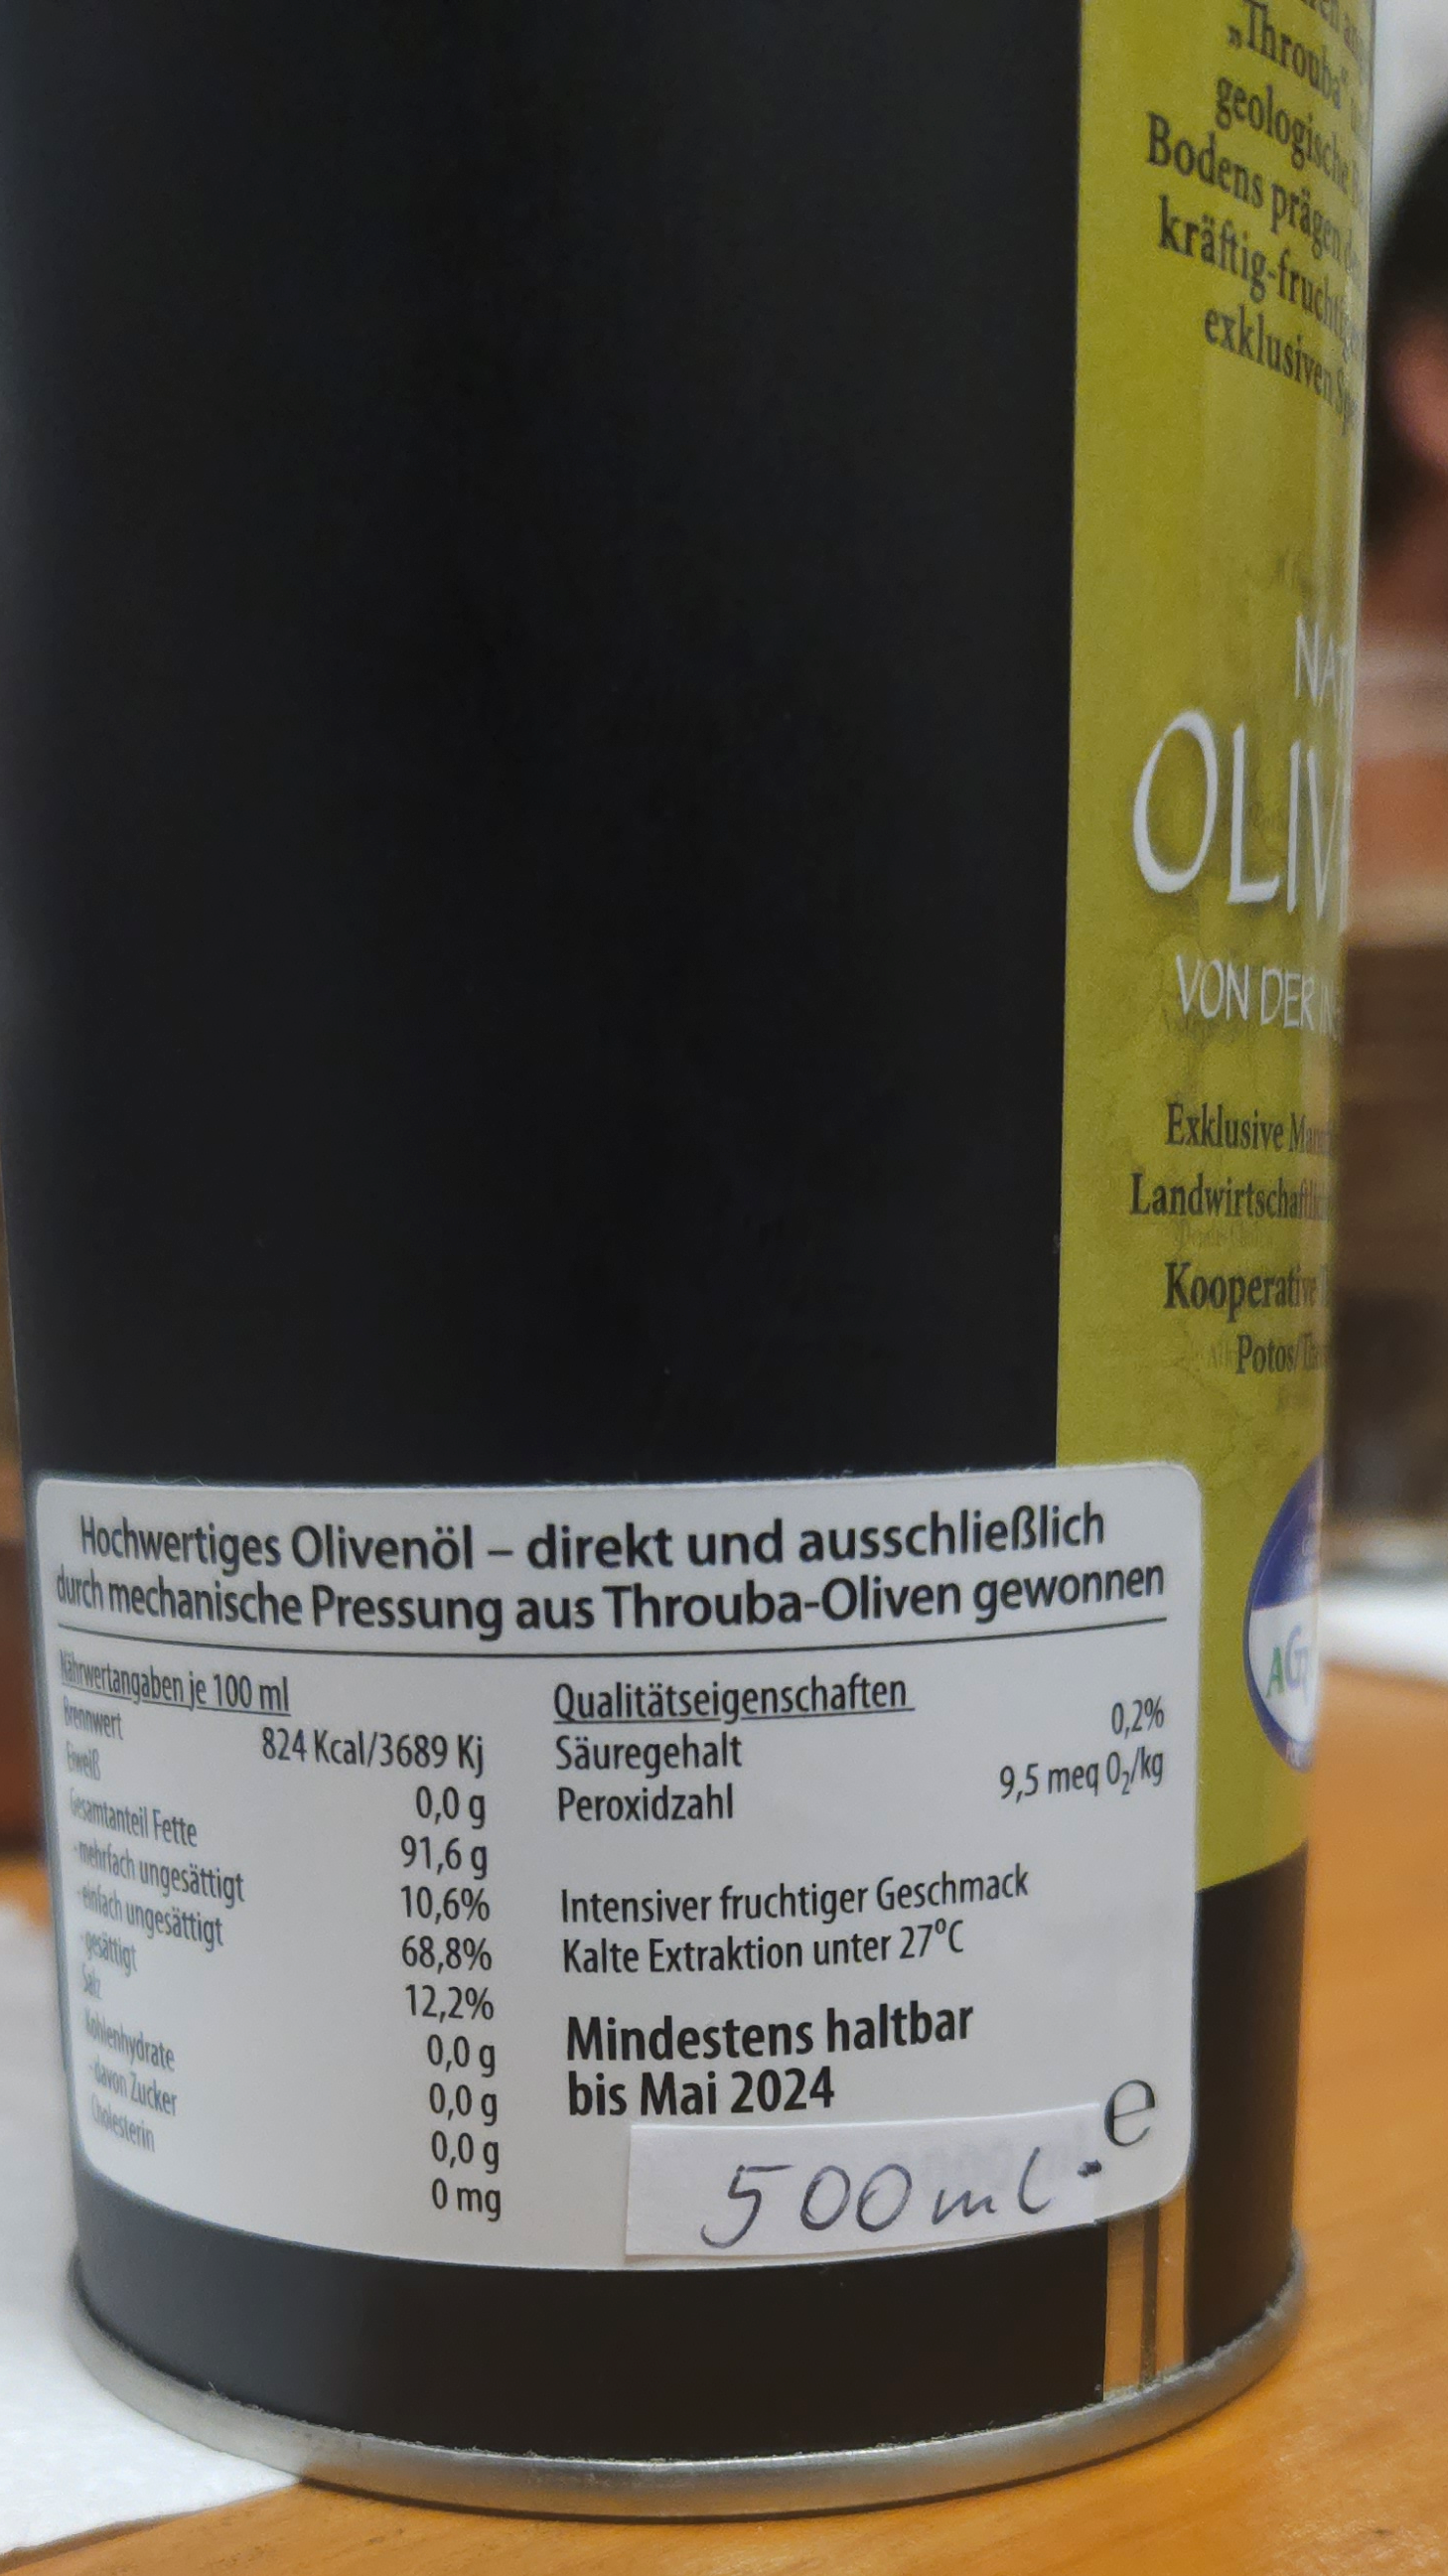 „Throuba“
geologische
Bodens prägen
kräftig-fruchtig
exklusiven
NAT
OLIV
VON DER
Exklusive
Landwirtschaftli
Kooperative
Potos/
Hochwertiges Olivenöl – direkt und ausschließlich
durch mechanische Pressung aus Throuba-Oliven gewonnen
Nährwertangaben je 100 ml
Brennwert 824 Kcal/3689 Kj
Eiweiß 0,0 g
Gesamtanteil Fette 91,6 g
- mehrfach ungesättigt 10,6%
- einfach ungesättigt 68,8%
- gesättigt 12,2%
Salz 0,0 g
Kohlenhydrate 0,0 g
- davon Zucker 0,0 g
Cholesterin 0 mg
Qualitätseigenschaften
Säuregehalt 0,2%
Peroxidzahl 9,5 meq O₂/kg
Intensiver fruchtiger Geschmack
Kalte Extraktion unter 27°C
Mindestens haltbar
bis Mai 2024
500ml- e